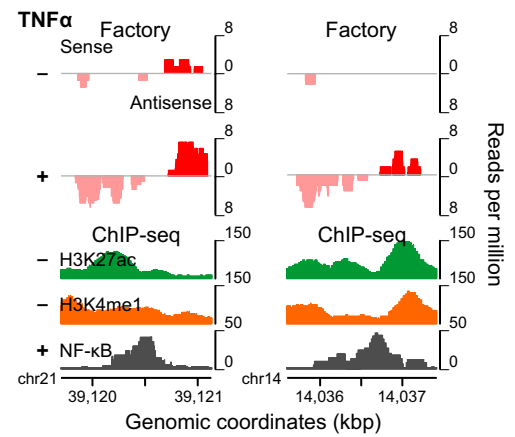 TNFα
Factory Factory
8 8
Sense
– 0 0
Antisense
8 8
8 8
+ 0 0
8 8
Reads per million
ChIP-seq ChIP-seq
150 150
– H3K27ac
150 150
– H3K4me1
50 50
+ NF-κB
0 0
chr21 chr14
39,120 39,121 14,036 14,037
Genomic coordinates (kbp)